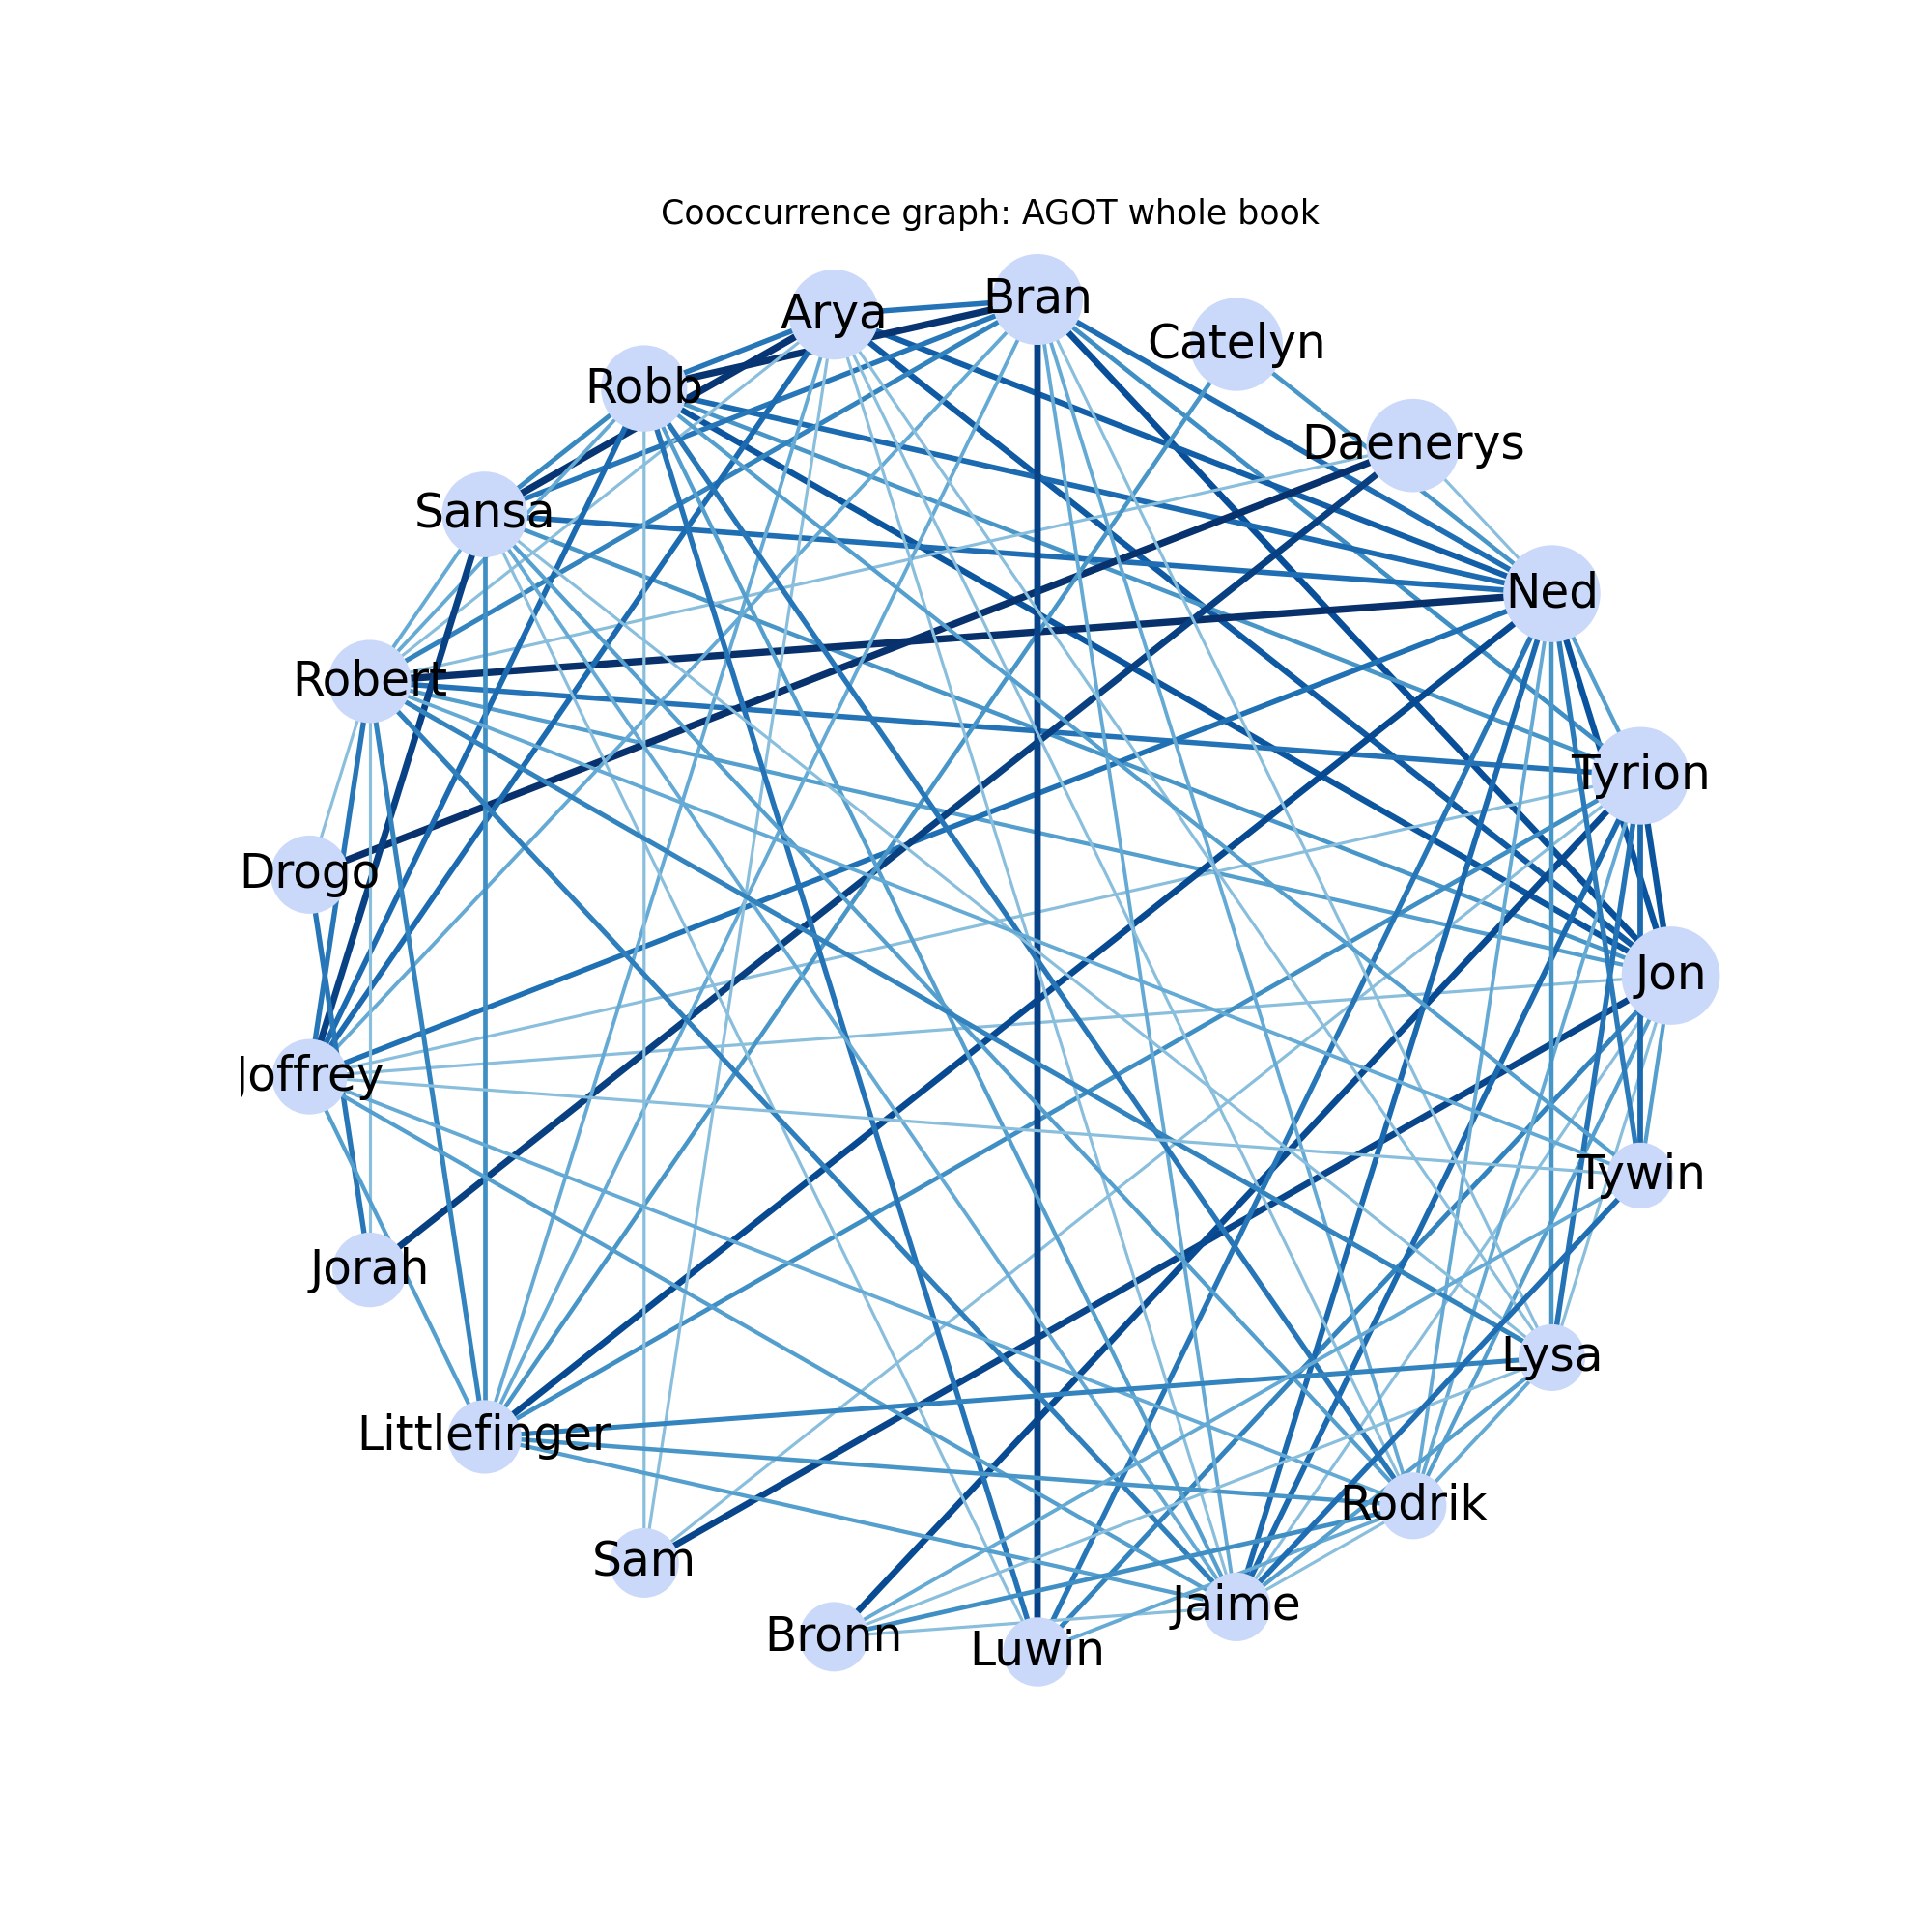 Cooccurrence graph: AGOT whole book
Bran
Arya
Catelyn
Robb
Daenerys
Sansa
Ned
Robert
Tyrion
Drogo
Jon
Joffrey
Tywin
Jorah
Lysa
Littlefinger
Rodrik
Sam
Jaime
Bronn
Luwin